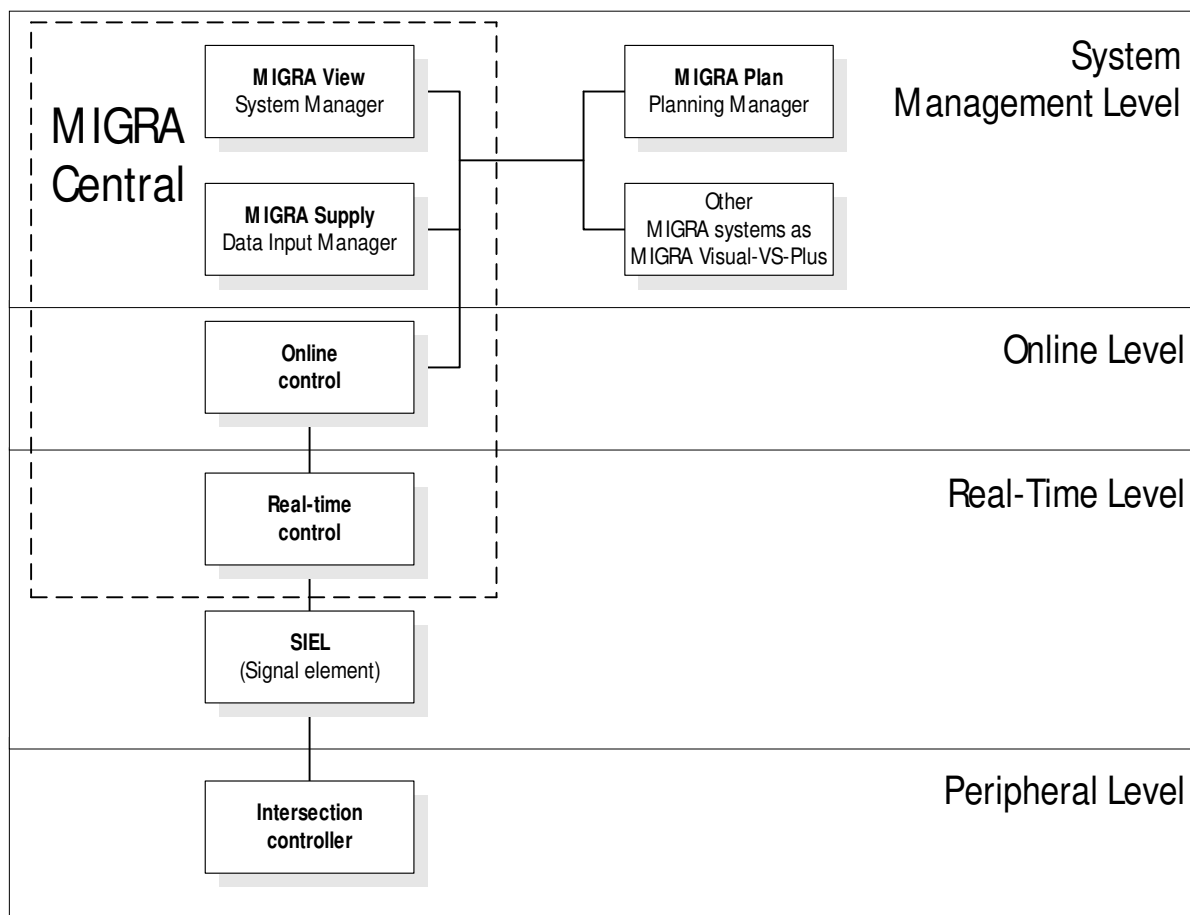 MIGRA
Central
MIGRA View
System Manager
MIGRA Supply
Data Input Manager
MIGRA Plan
Planning Manager
Other
MIGRA systems as
MIGRA Visual-VS-Plus
System
Management Level
Online
control
Online Level
Real-time
control
Real-Time Level
SIEL
(Signal element)
Intersection
controller
Peripheral Level